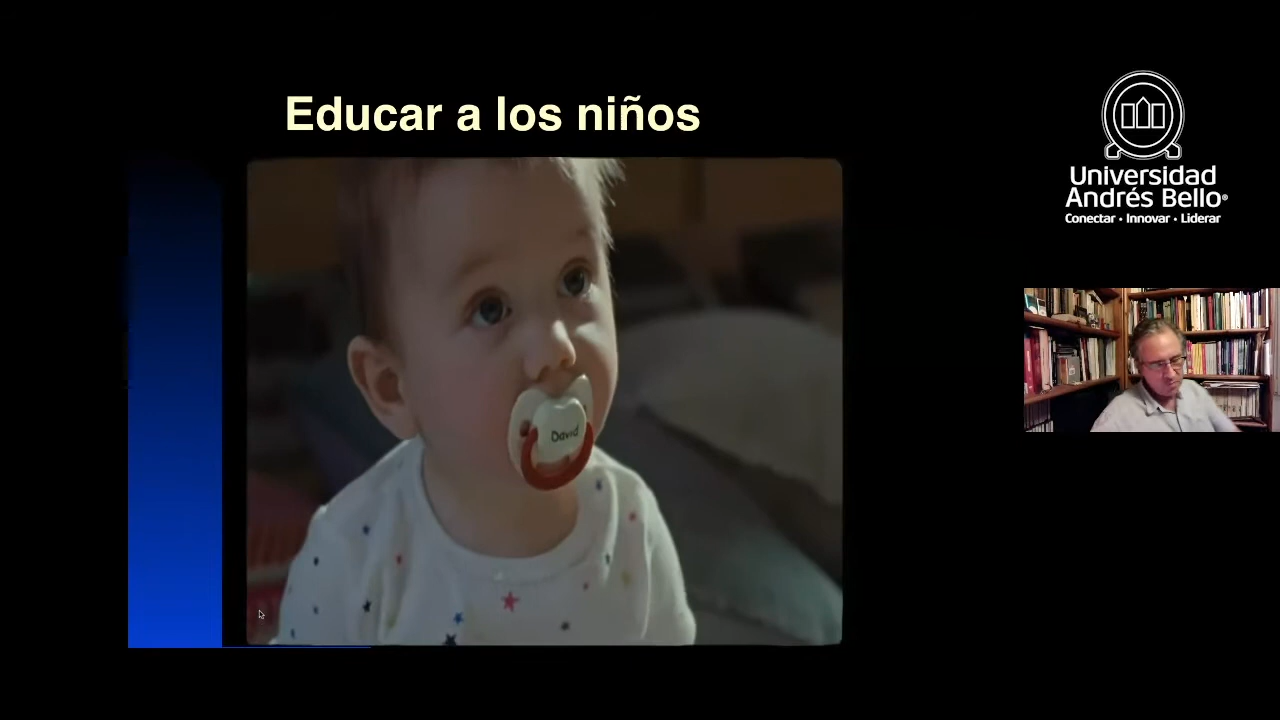 Educar a los niños
Universidad
Andrés Bello®
Conectar • Innovar • Liderar
David